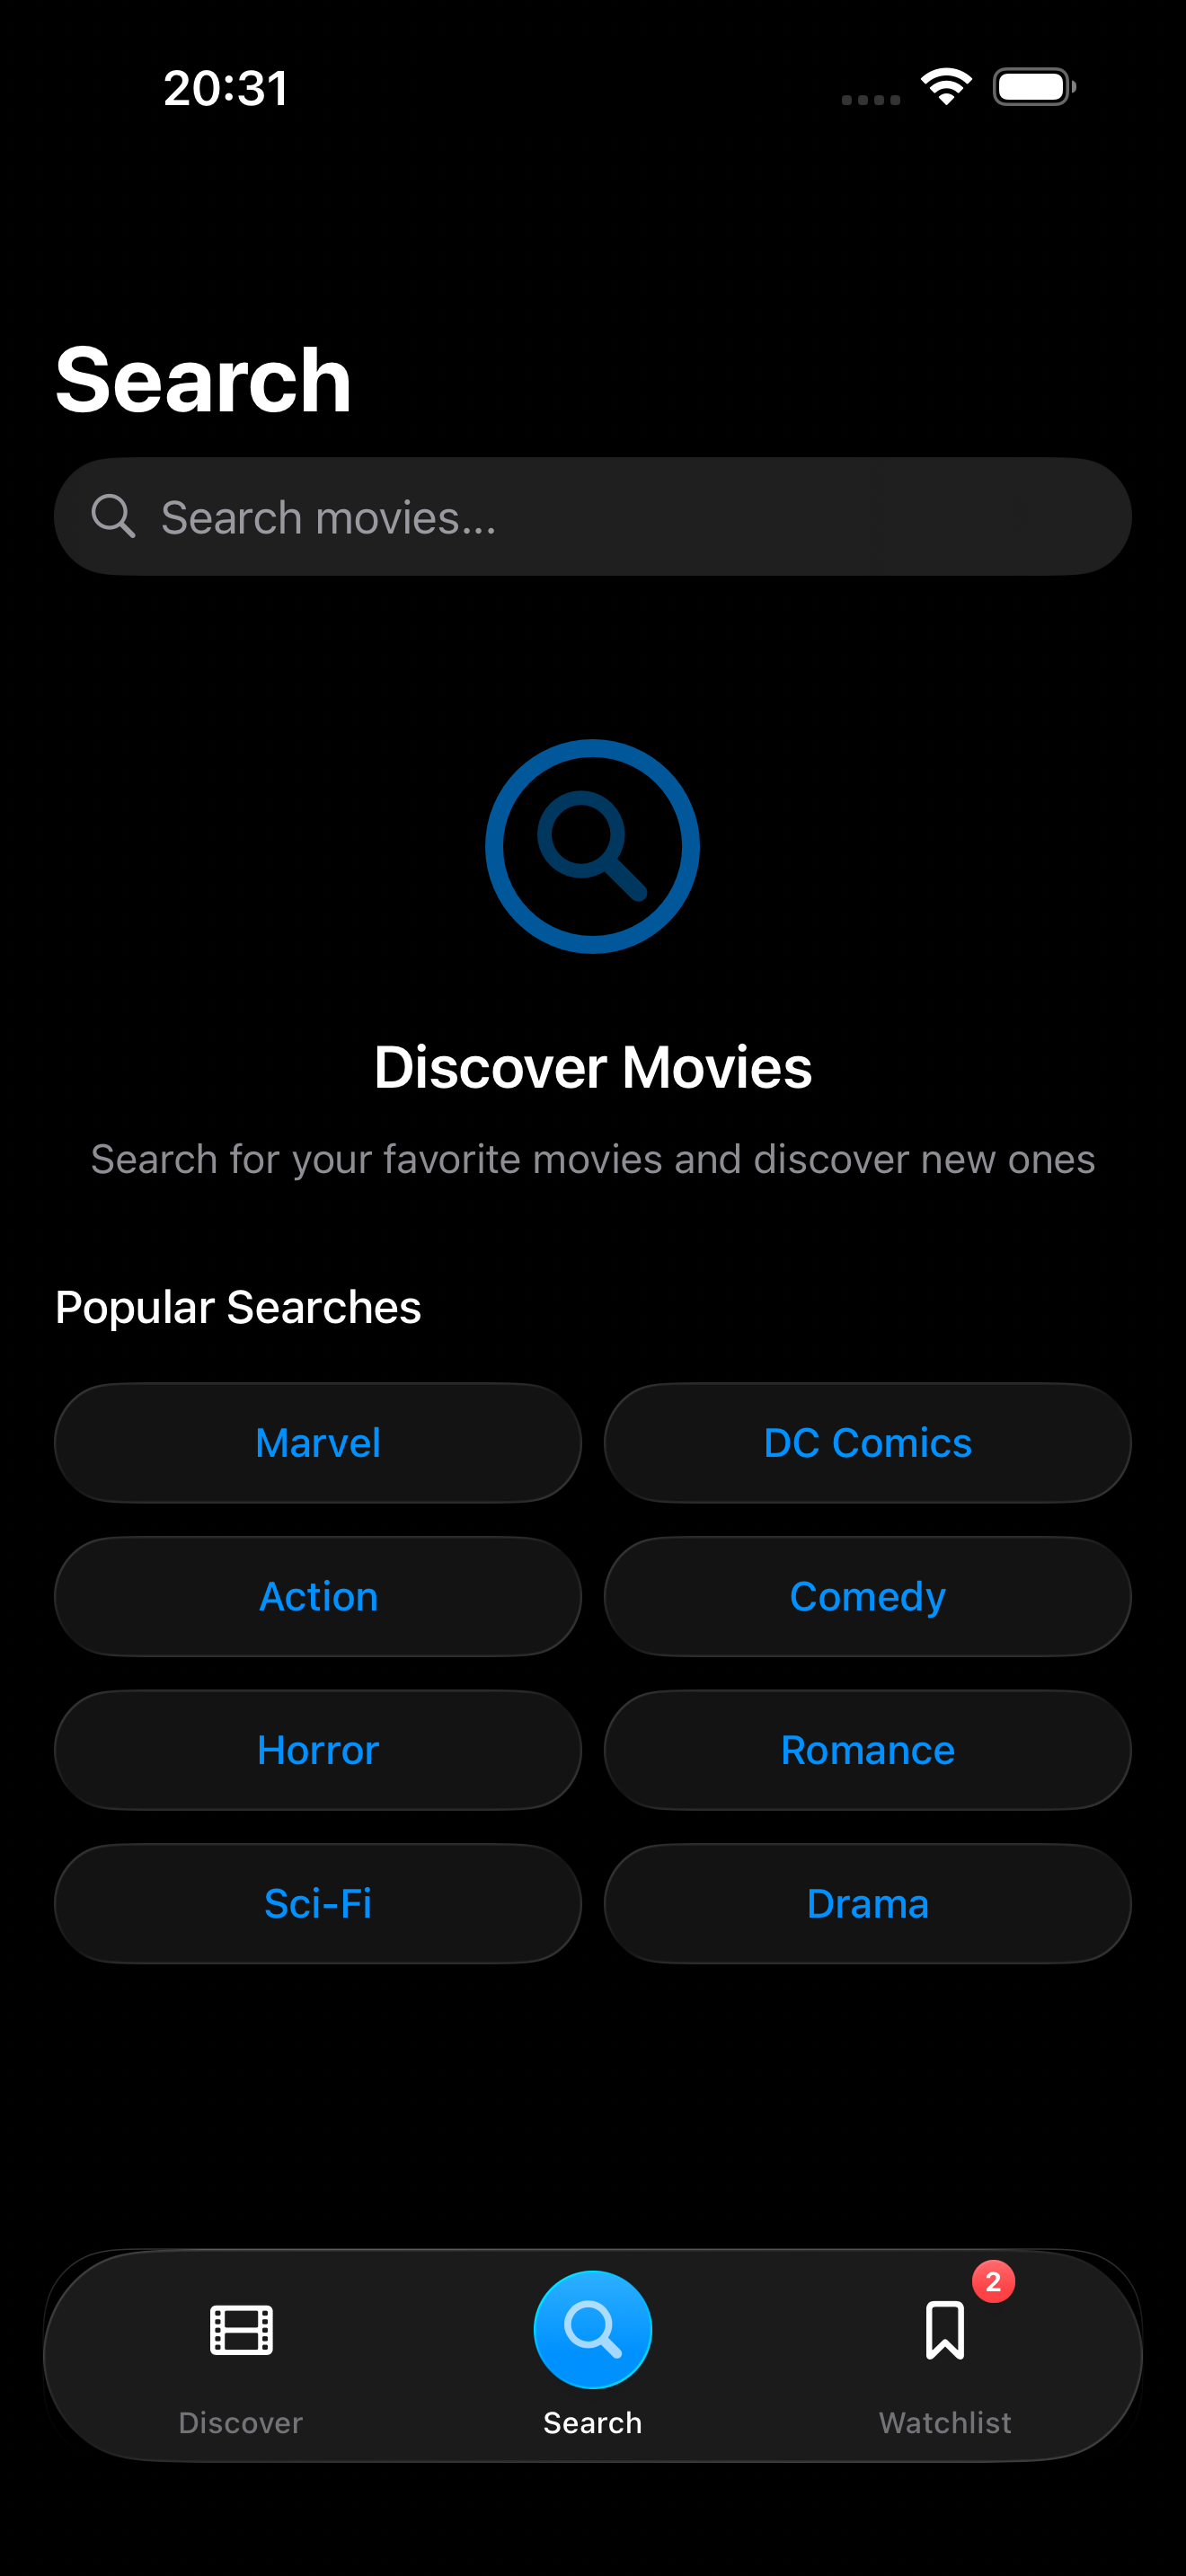 20:31
Search
Search movies...
Discover Movies
Search for your favorite movies and discover new ones
Popular Searches
Marvel
DC Comics
Action
Comedy
Horror
Romance
Sci-Fi
Drama
2
Discover
Search
Watchlist